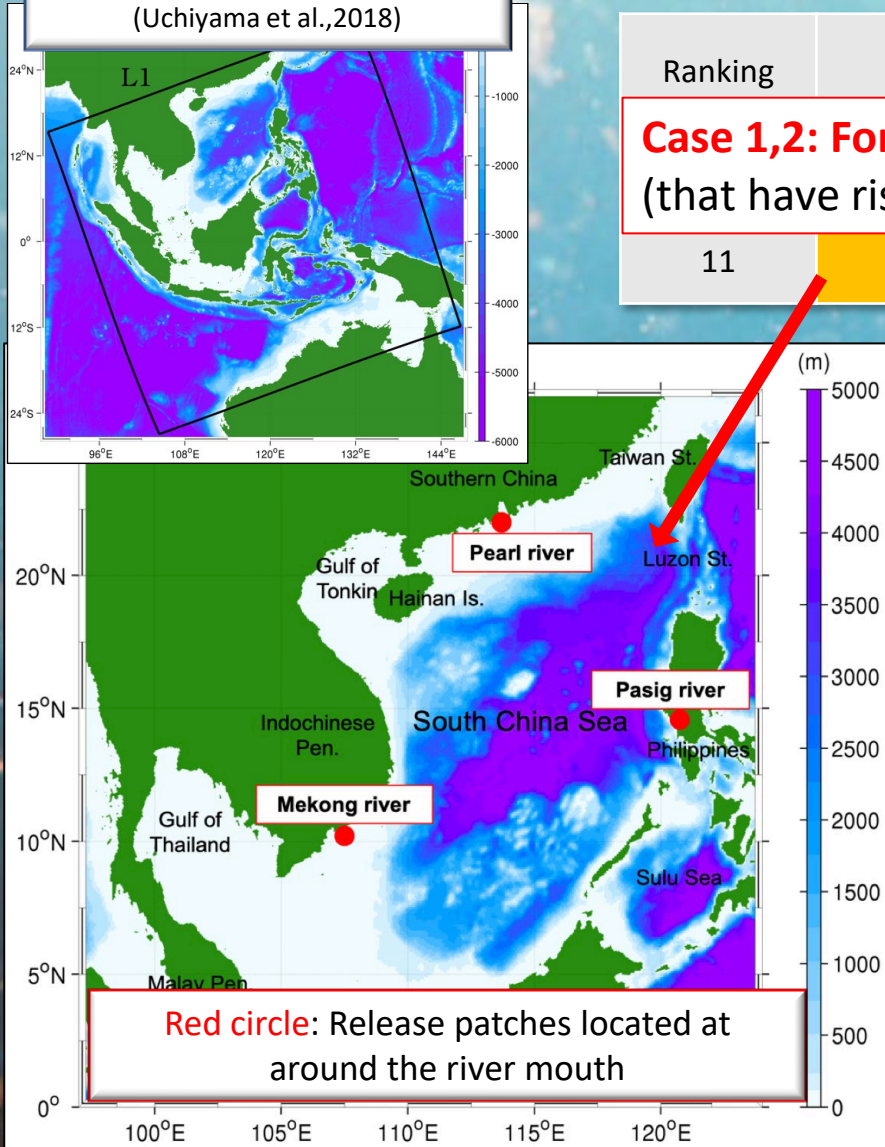 (Uchiyama et al.,2018)
24°N
12°N
0°
12°S
24°S
L1
-1000
-2000
-3000
-4000
-5000
-6000
96°E 108°E 120°E 132°E 144°E
Ranking
Case 1,2: For
(that have ris
11
(m)
5000
4500
4000
3500
3000
2500
2000
1500
1000
500
0
Taiwan St.
Southern China
Pearl river
Luzon St.
Gulf of
Tonkin
Hainan Is.
20°N
Pasig river
15°N
South China Sea
Indochinese
Pen.
Philippines
Mekong river
10°N
Gulf of
Thailand
Sulu Sea
5°N
Malay Pen.
Red circle: Release patches located at
around the river mouth
0°
100°E 105°E 110°E 115°E 120°E